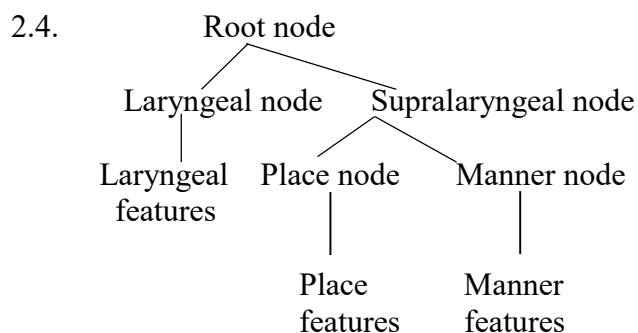 2.4. Root node
Laryngeal node Supralaryngeal node
Laryngeal Place node Manner node
features
Place Manner
features features